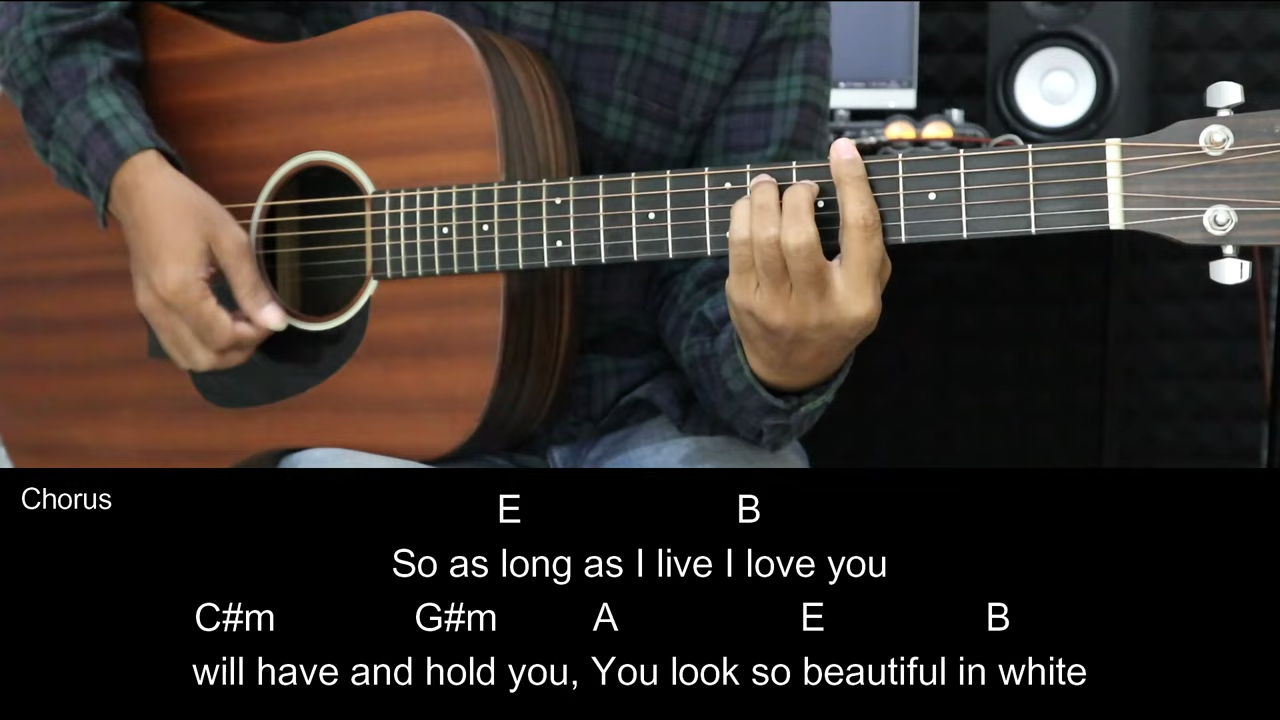 Chorus
E B
So as long as I live I love you
C#m G#m A E B
will have and hold you, You look so beautiful in white